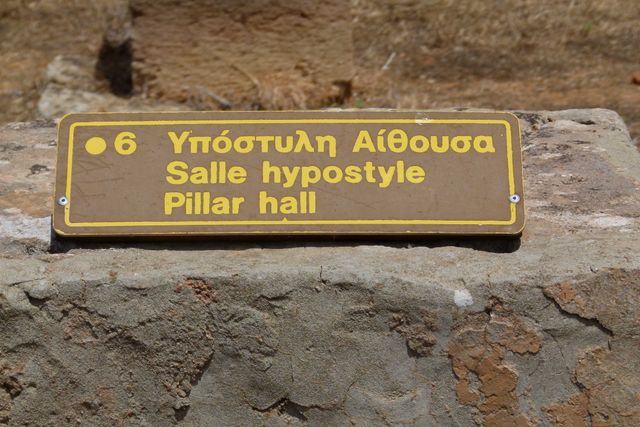 ● 6 Υπόστυλη Αίθουσα
Salle hypostyle
Pillar hall